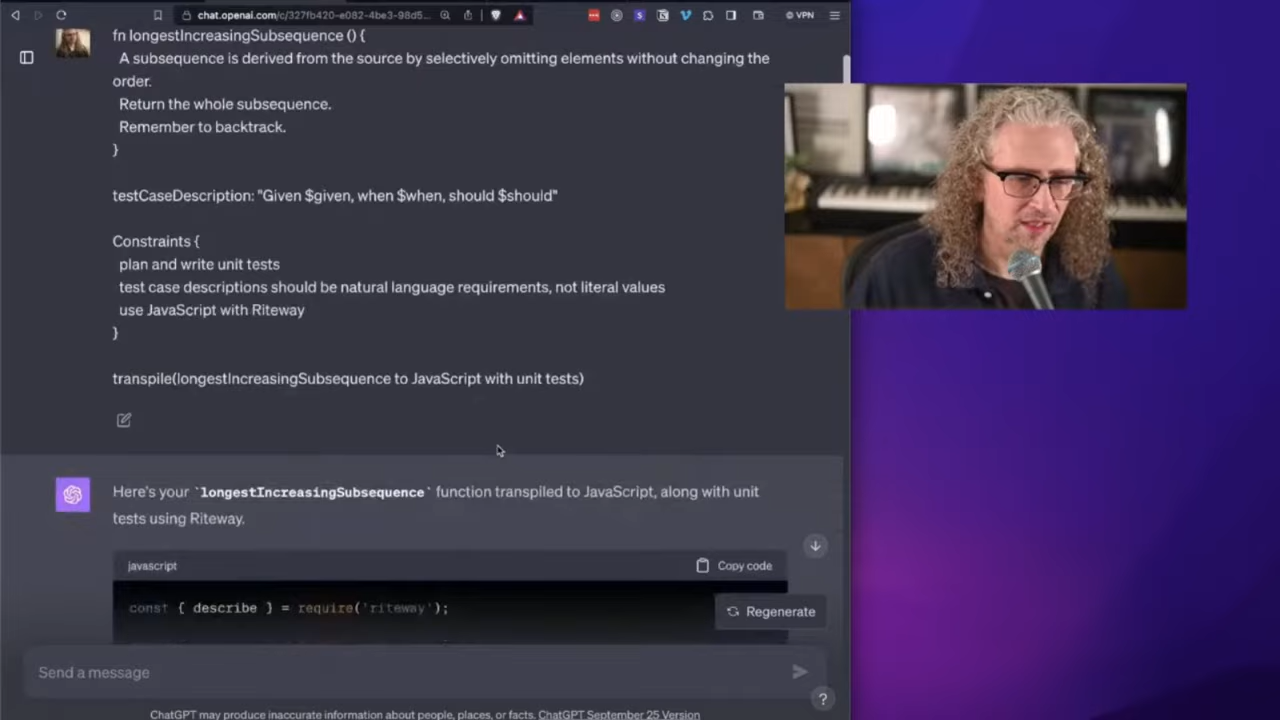 chat.openai.com/c/327fb420-e082-4be3-98d5...
VPN
fn longestIncreasingSubsequence () {
A subsequence is derived from the source by selectively omitting elements without changing the
order.
Return the whole subsequence.
Remember to backtrack.
}
testCaseDescription: "Given $given, when $when, should $should"
Constraints {
plan and write unit tests
test case descriptions should be natural language requirements, not literal values
use JavaScript with Riteway
}
transpile(longestIncreasingSubsequence to JavaScript with unit tests)
Here's your `longestIncreasingSubsequence` function transpiled to JavaScript, along with unit
tests using Riteway.
javascript
Copy code
const { describe } = require('riteway');
Regenerate
Send a message
?
ChatGPT may produce inaccurate information about people, places, or facts. ChatGPT September 25 Version